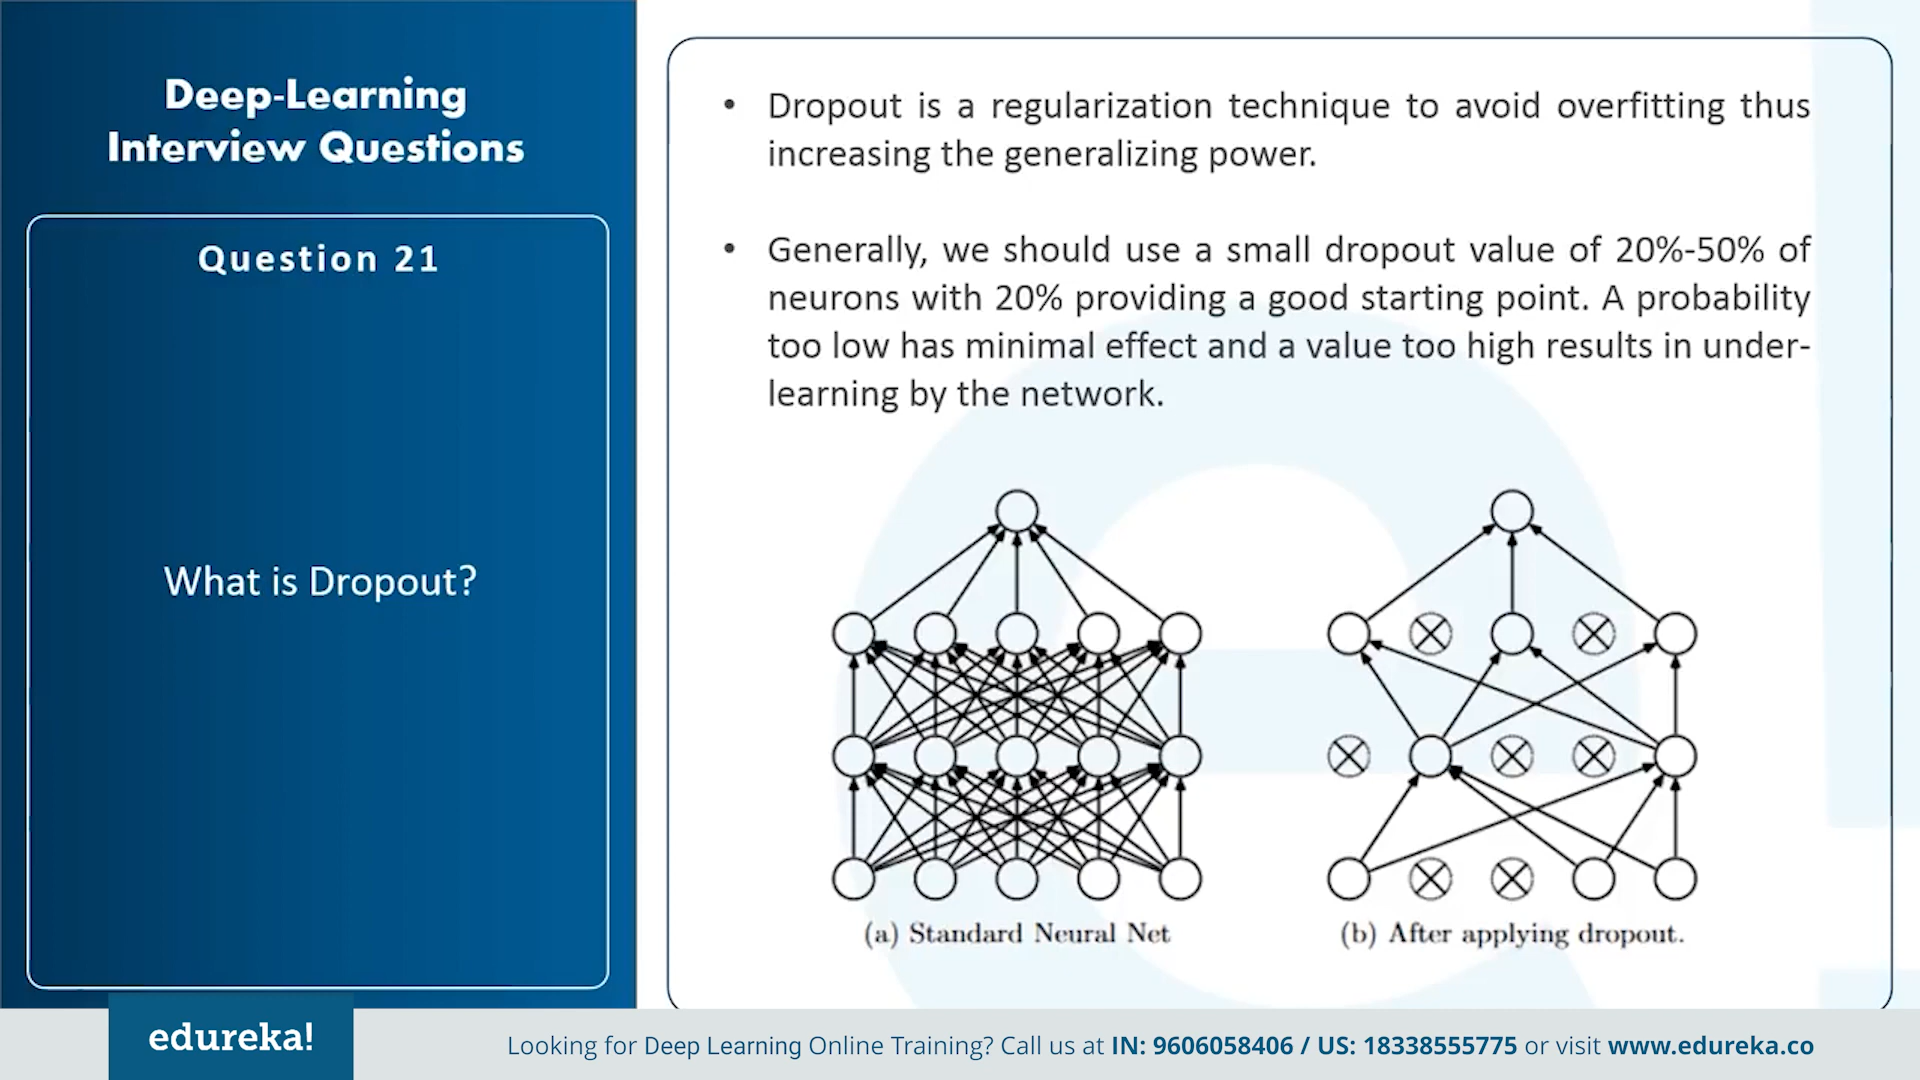 Deep-Learning
Interview Questions
Question 21
What is Dropout?
• Dropout is a regularization technique to avoid overfitting thus
increasing the generalizing power.
• Generally, we should use a small dropout value of 20%-50% of
neurons with 20% providing a good starting point. A probability
too low has minimal effect and a value too high results in under-
learning by the network.
(a) Standard Neural Net
(b) After applying dropout.
edureka!
Looking for Deep Learning Online Training? Call us at IN: 9606058406 / US: 18338555775 or visit www.edureka.co